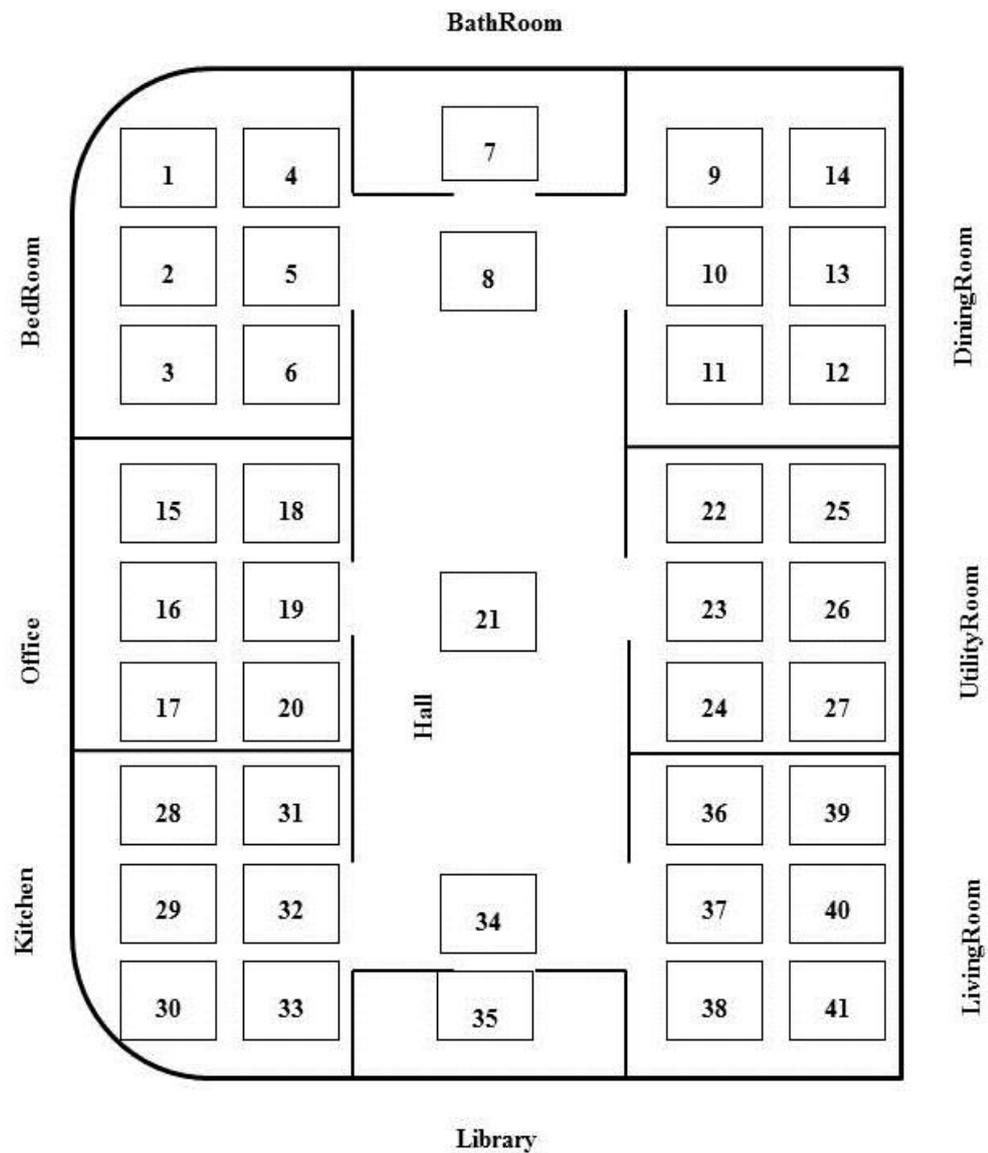 BathRoom
1 4 7 9 14
2 5 8 10 13
3 6 11 12
BedRoom
DiningRoom
15 18 22 25
16 19 21 23 26
17 20 24 27
Office
Hall
UtilityRoom
28 31 36 39
29 32 34 37 40
30 33 35 38 41
Kitchen
LivingRoom
Library